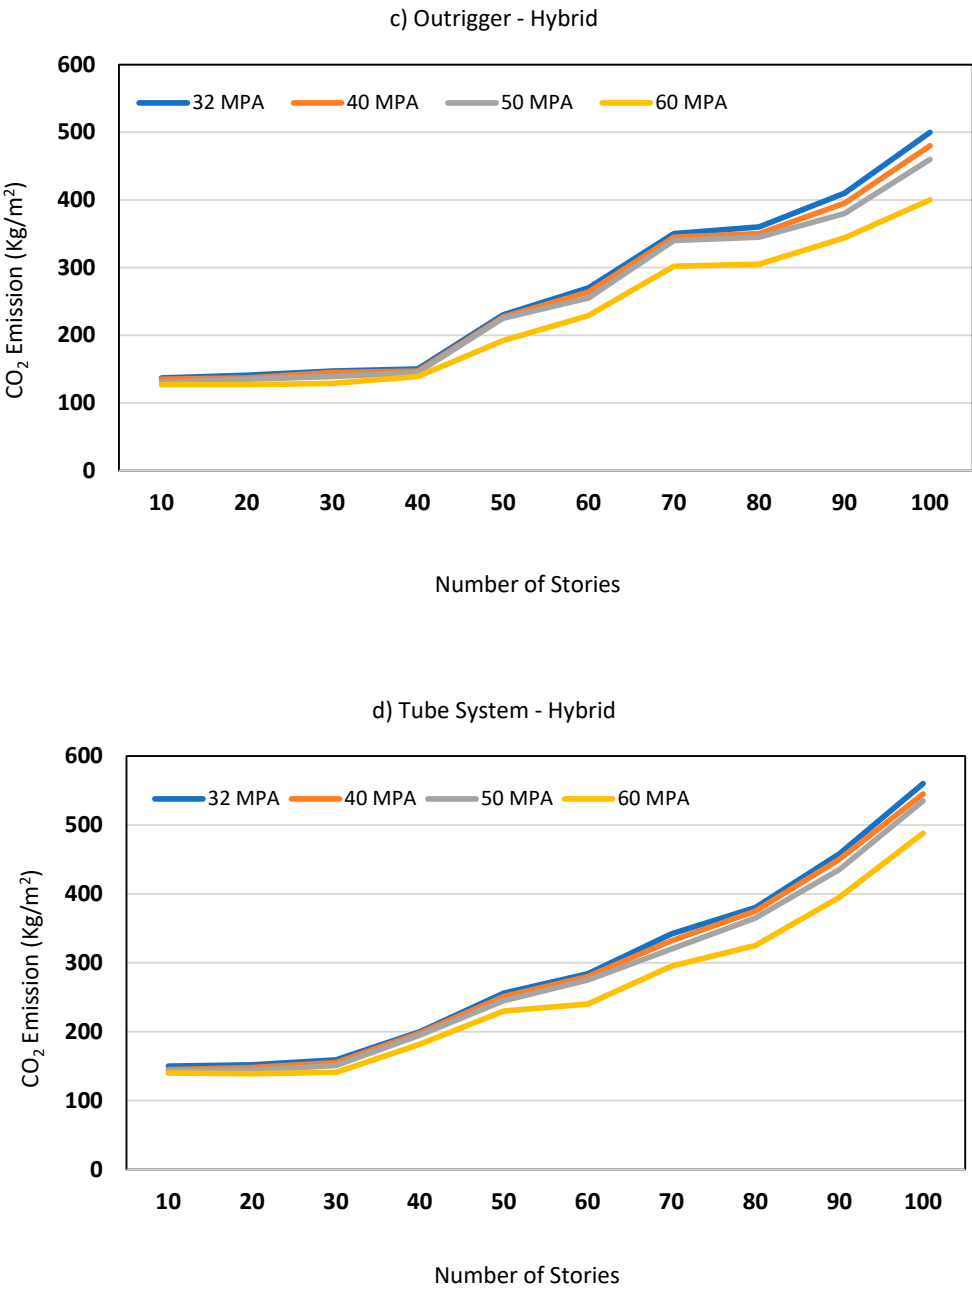 c) Outrigger - Hybrid
600
32 MPA 40 MPA 50 MPA 60 MPA
500
400
300
200
100
0
CO₂ Emission (Kg/m²)
10 20 30 40 50 60 70 80 90 100
Number of Stories
d) Tube System - Hybrid
600
32 MPA 40 MPA 50 MPA 60 MPA
500
400
300
200
100
0
CO₂ Emission (Kg/m²)
10 20 30 40 50 60 70 80 90 100
Number of Stories